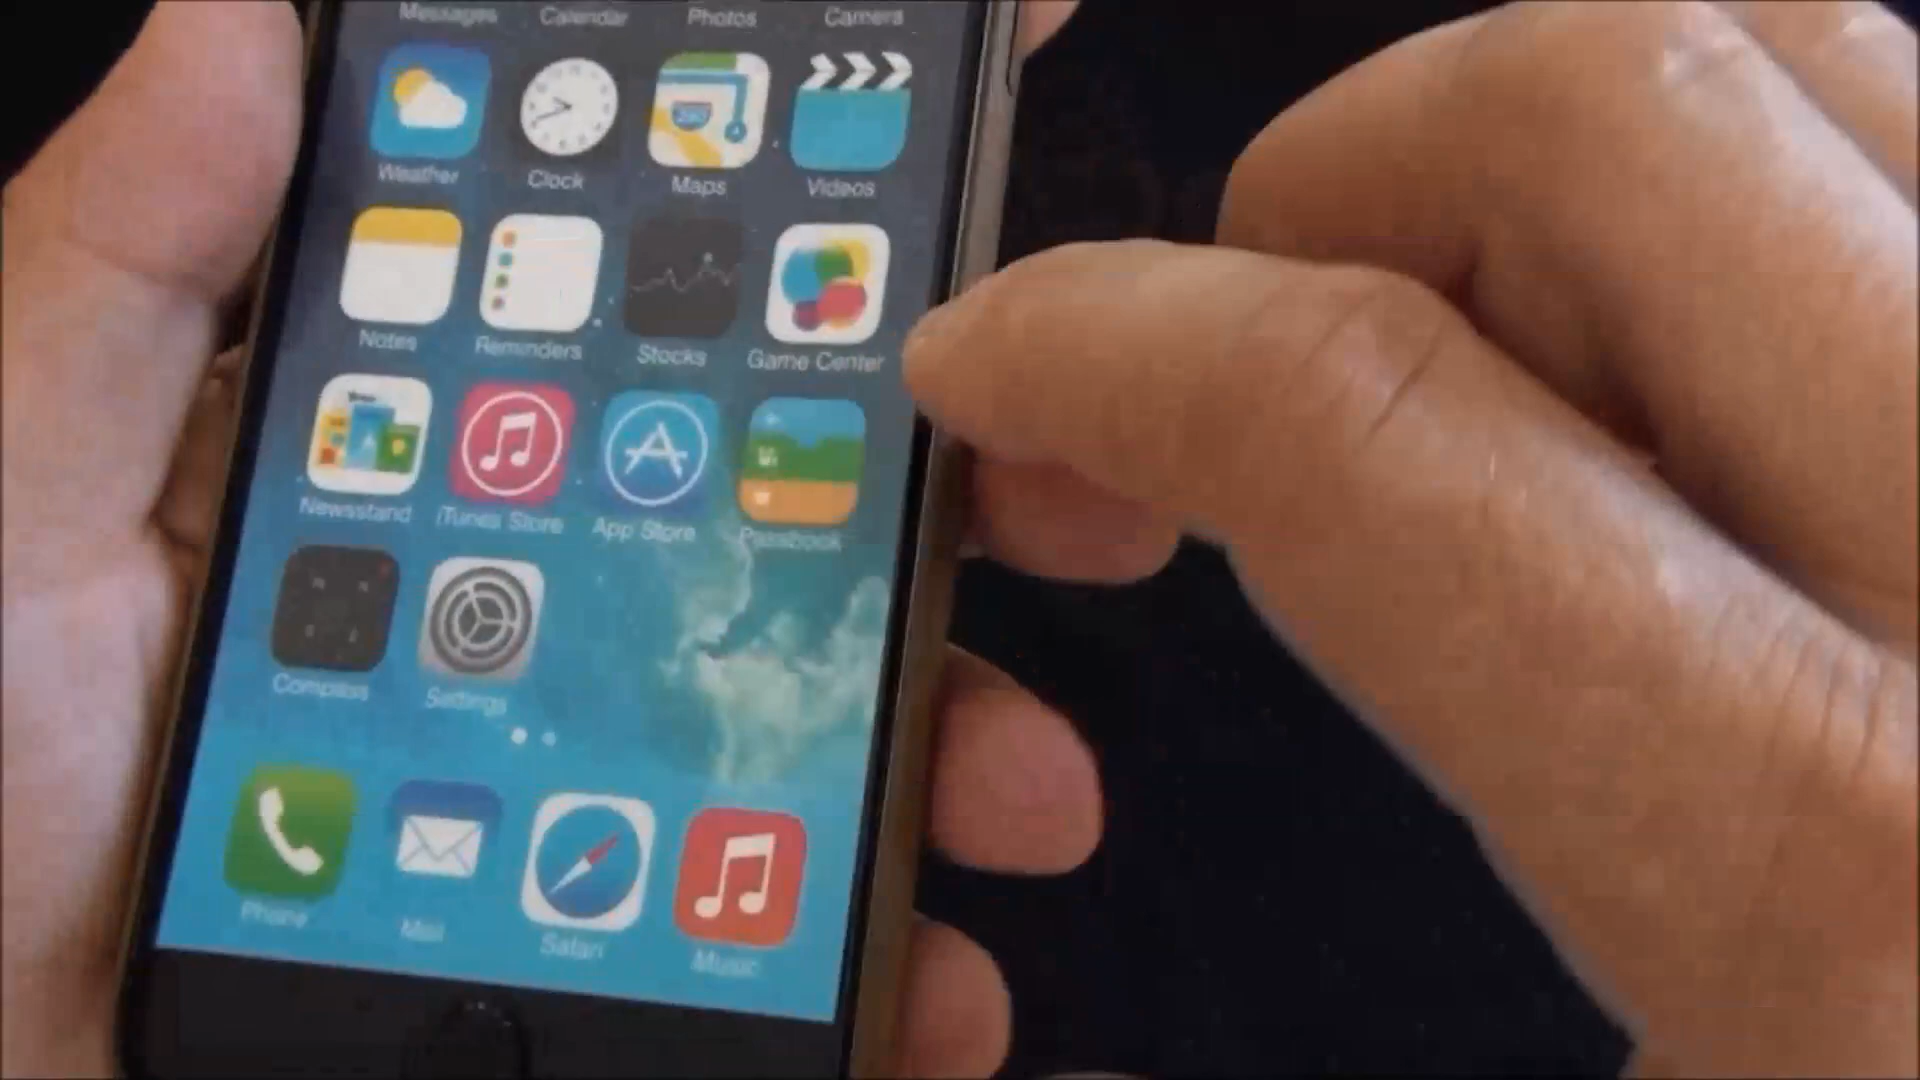 Messages Calendar Photos Camera
Weather Clock Maps Videos
Notes Reminders Stocks Game Center
Newsstand iTunes Store App Store Passbook
Compass Settings
Phone Mail Safari Music